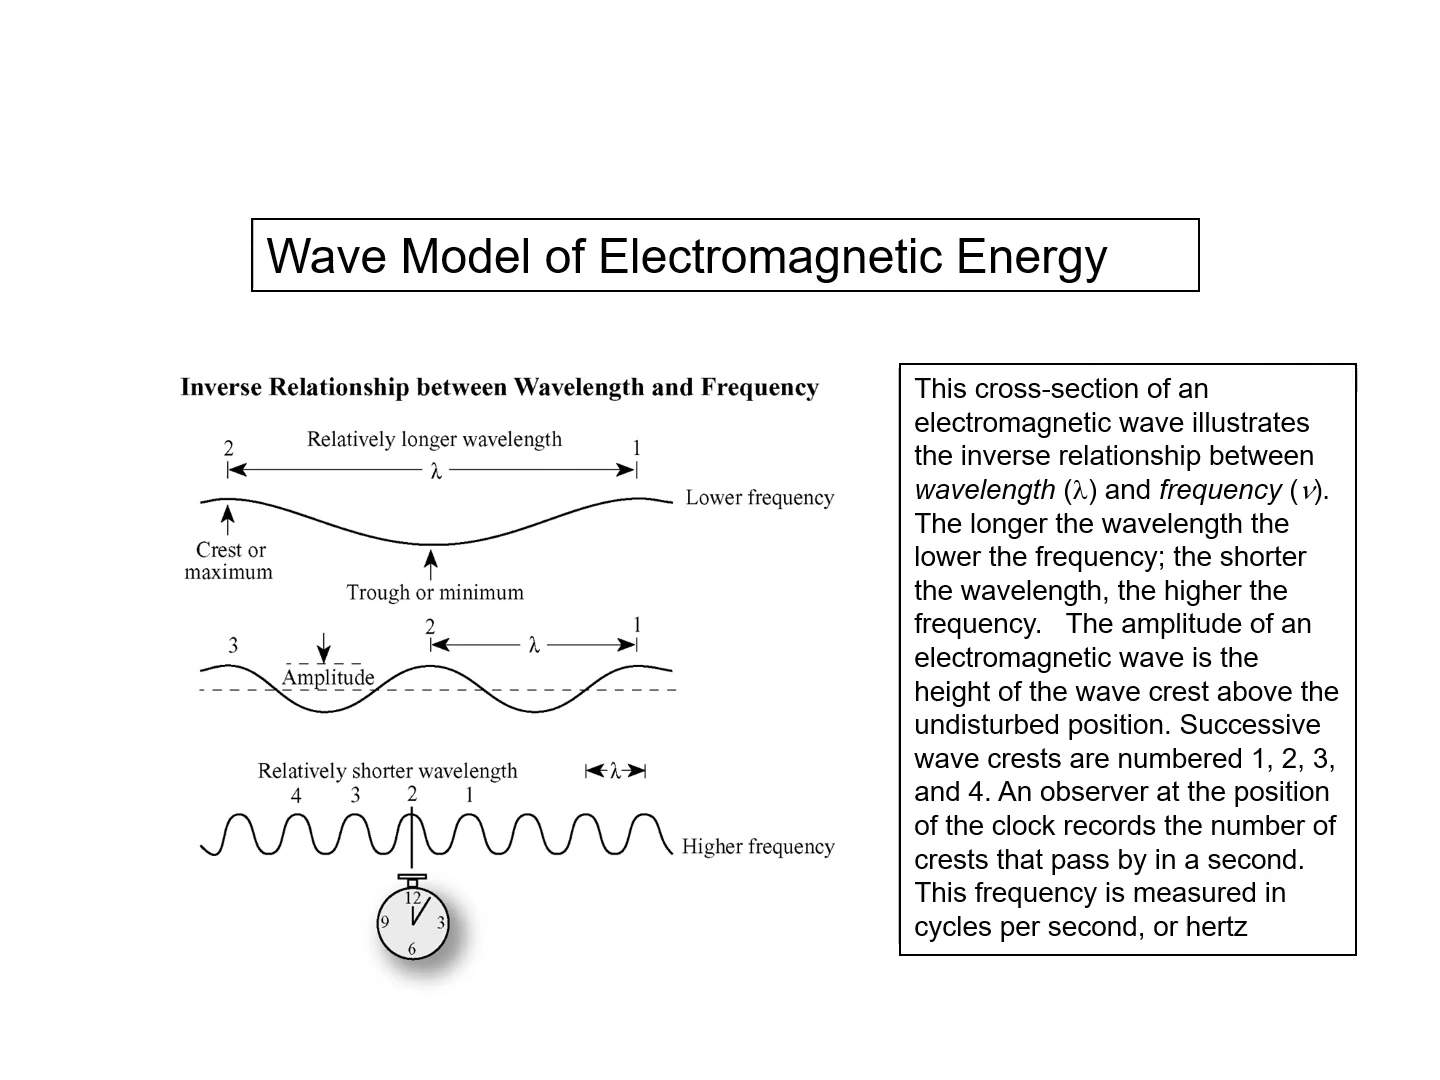 Wave Model of Electromagnetic Energy
Inverse Relationship between Wavelength and Frequency
2 Relatively longer wavelength 1
λ
Lower frequency
Crest or
maximum
Trough or minimum
3 2 λ 1
Amplitude
Relatively shorter wavelength λ
4 3 2 1
Higher frequency
12
9 3
6
This cross-section of an
electromagnetic wave illustrates
the inverse relationship between
wavelength (λ) and frequency (ν).
The longer the wavelength the
lower the frequency; the shorter
the wavelength, the higher the
frequency. The amplitude of an
electromagnetic wave is the
height of the wave crest above the
undisturbed position. Successive
wave crests are numbered 1, 2, 3,
and 4. An observer at the position
of the clock records the number of
crests that pass by in a second.
This frequency is measured in
cycles per second, or hertz